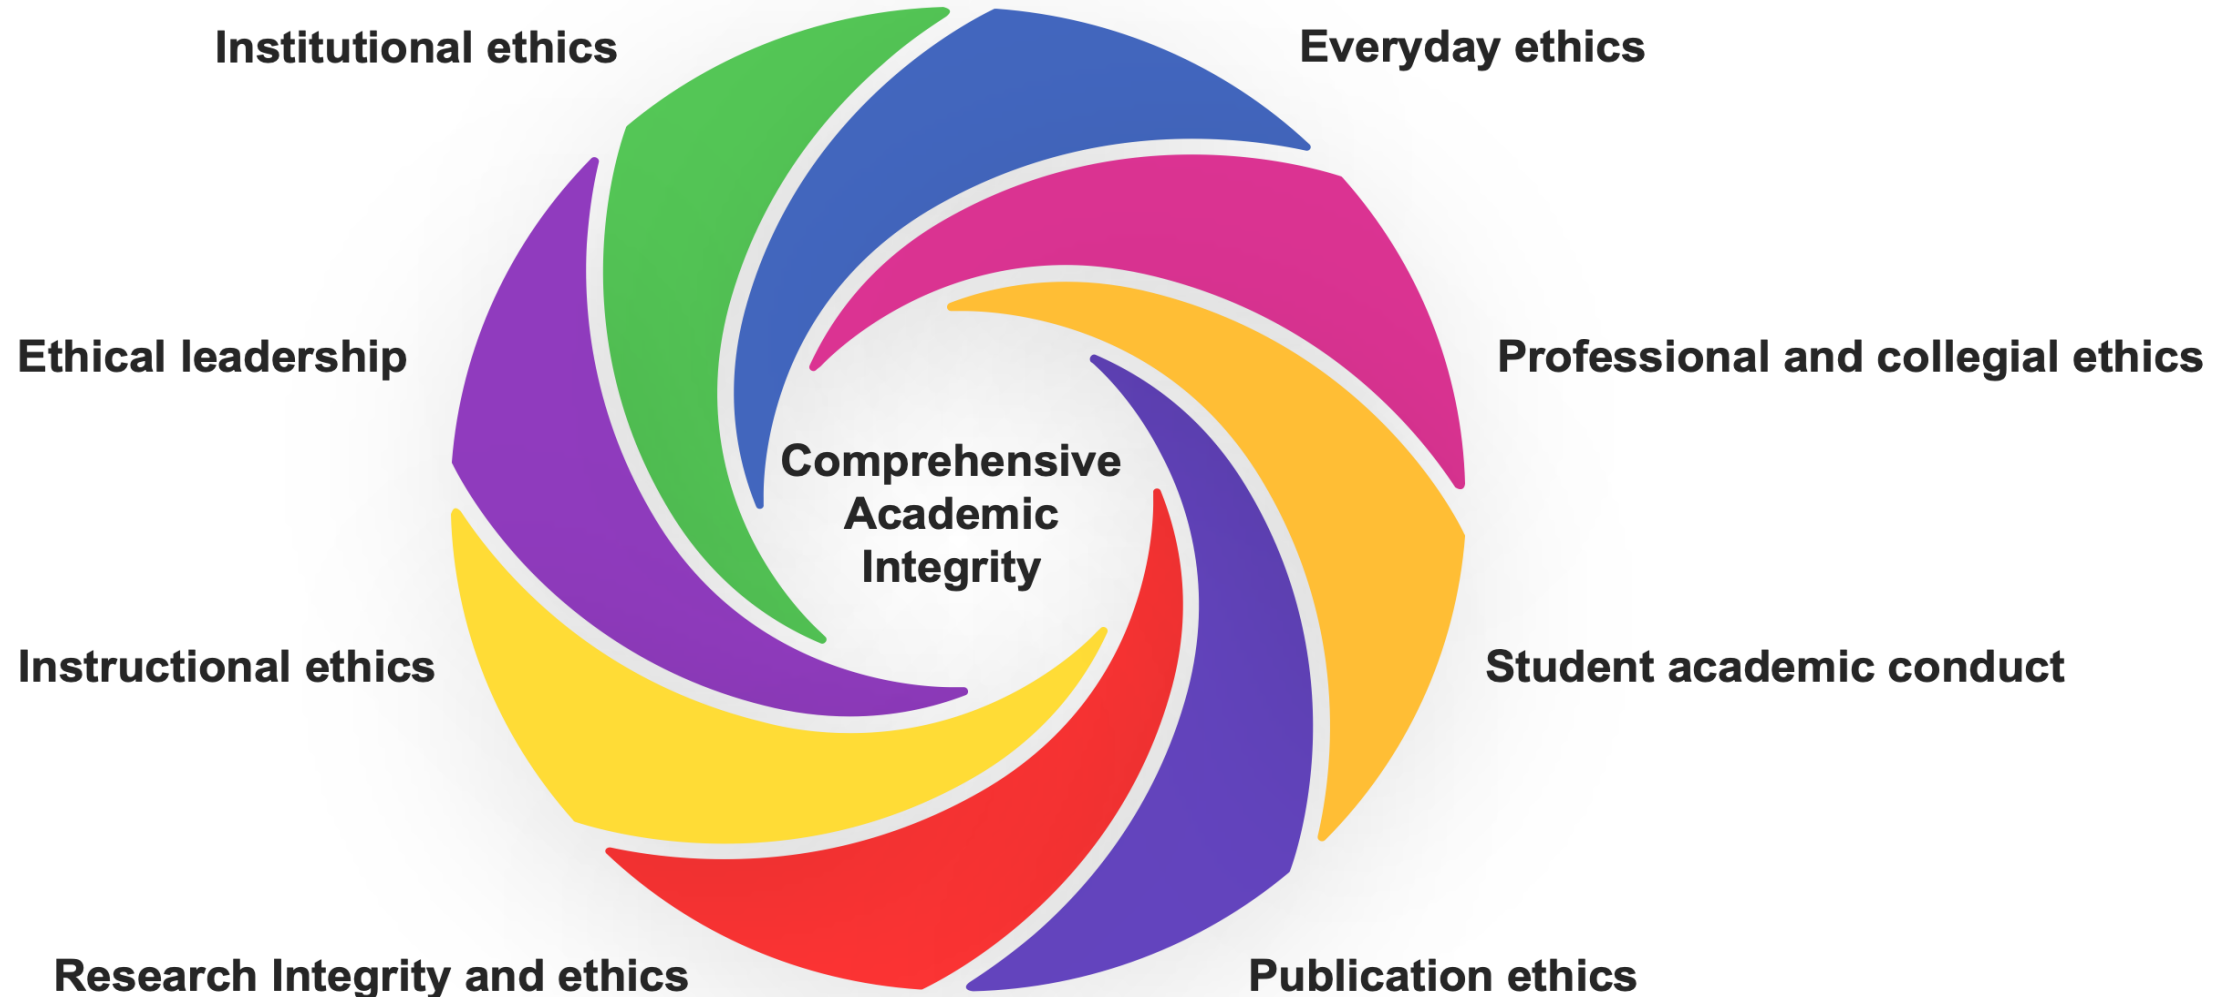 Institutional ethics
Everyday ethics
Ethical leadership
Professional and collegial ethics
Comprehensive
Academic
Integrity
Instructional ethics
Student academic conduct
Research Integrity and ethics
Publication ethics